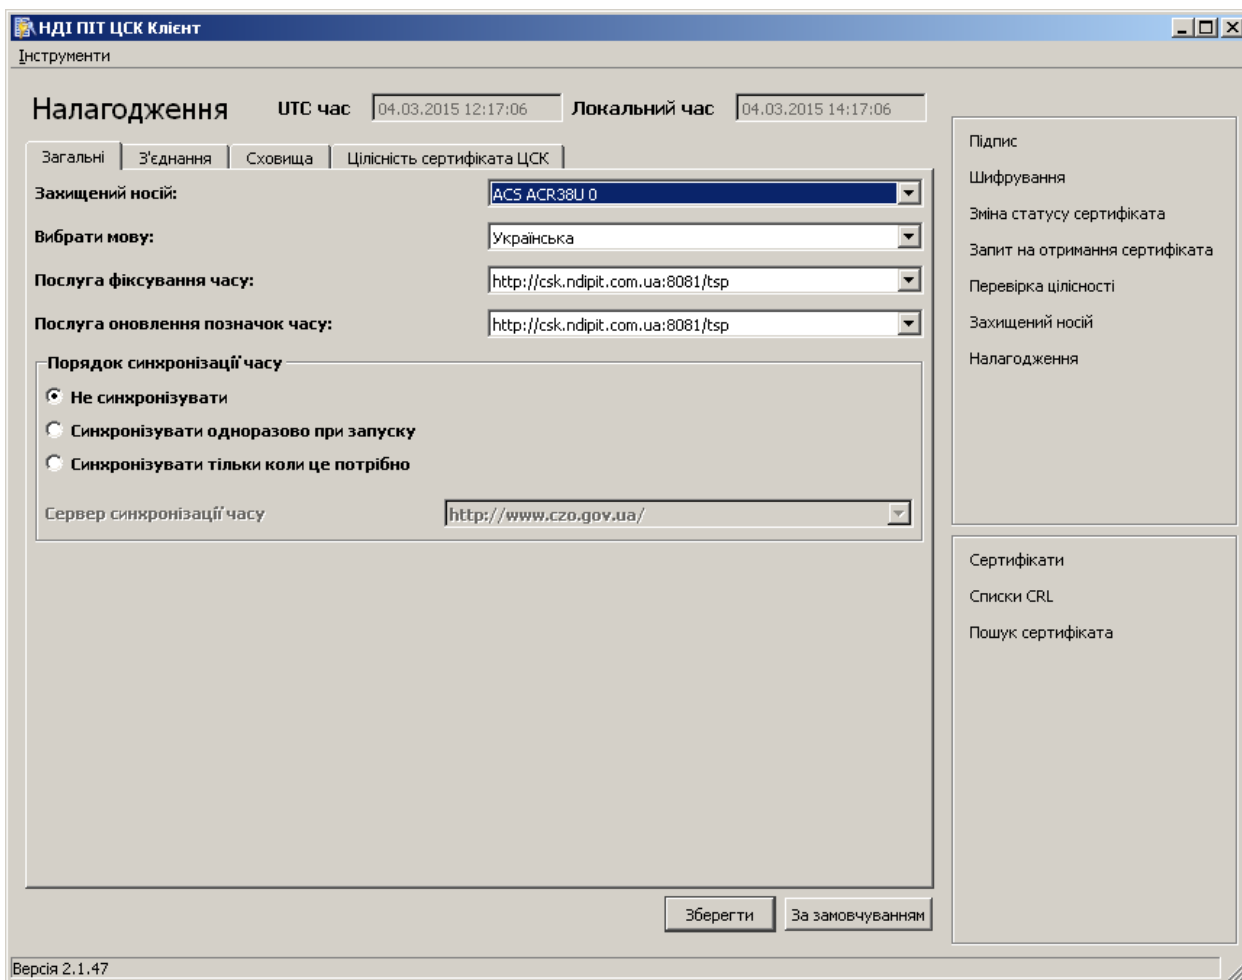 НДІ ПІТ ЦСК Клієнт
Інструменти
Налагодження UTC час 04.03.2015 12:17:06 Локальний час 04.03.2015 14:17:06
Загальні З'єднання Сховища Цілісність сертифіката ЦСК
Захищений носій: ACS ACR38U 0
Вибрати мову: Українська
Послуга фіксування часу: http://csk.ndipit.com.ua:8081/tsp
Послуга оновлення позначок часу: http://csk.ndipit.com.ua:8081/tsp
Порядок синхронізації часу
Не синхронізувати
Синхронізувати одноразово при запуску
Синхронізувати тільки коли це потрібно
Сервер синхронізації часу http://www.czo.gov.ua/
Зберегти За замовчуванням
Підпис
Шифрування
Зміна статусу сертифіката
Запит на отримання сертифіката
Перевірка цілісності
Захищений носій
Налагодження
Сертифікати
Списки CRL
Пошук сертифіката
Версія 2.1.47